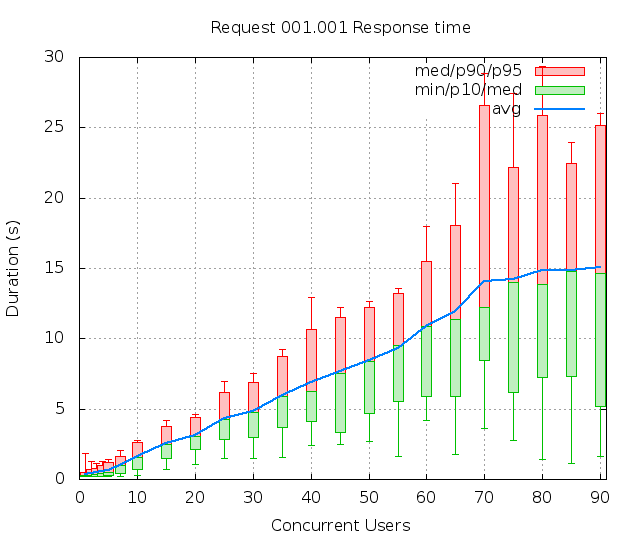 Request 001.001 Response time
30
25
20
15
10
5
0
Duration (s)
med/p90/p95
min/p10/med
avg
0 10 20 30 40 50 60 70 80 90
Concurrent Users